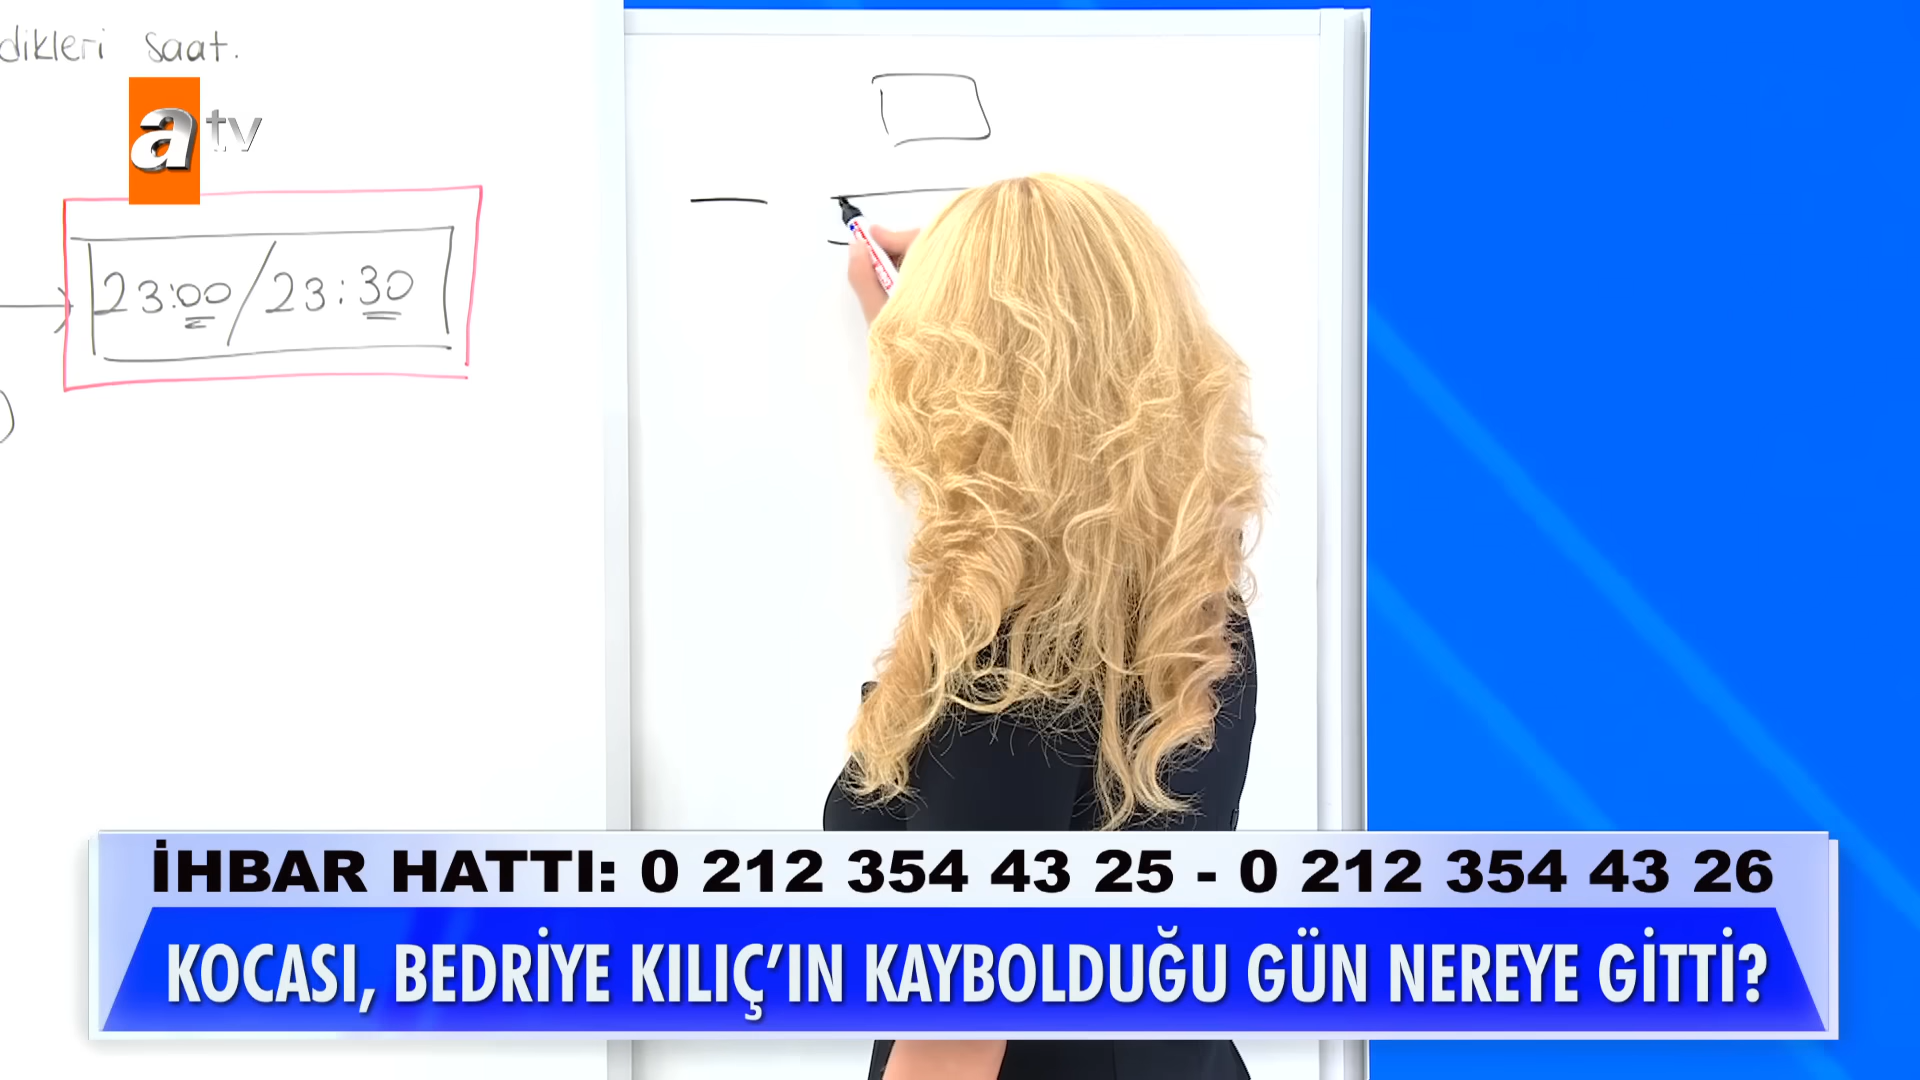 dikleri saat.
atv
23:00/23:30
İHBAR HATTI: 0 212 354 43 25 - 0 212 354 43 26
KOCASI, BEDRİYE KILIÇ'IN KAYBOLDUĞU GÜN NEREYE GİTTİ?